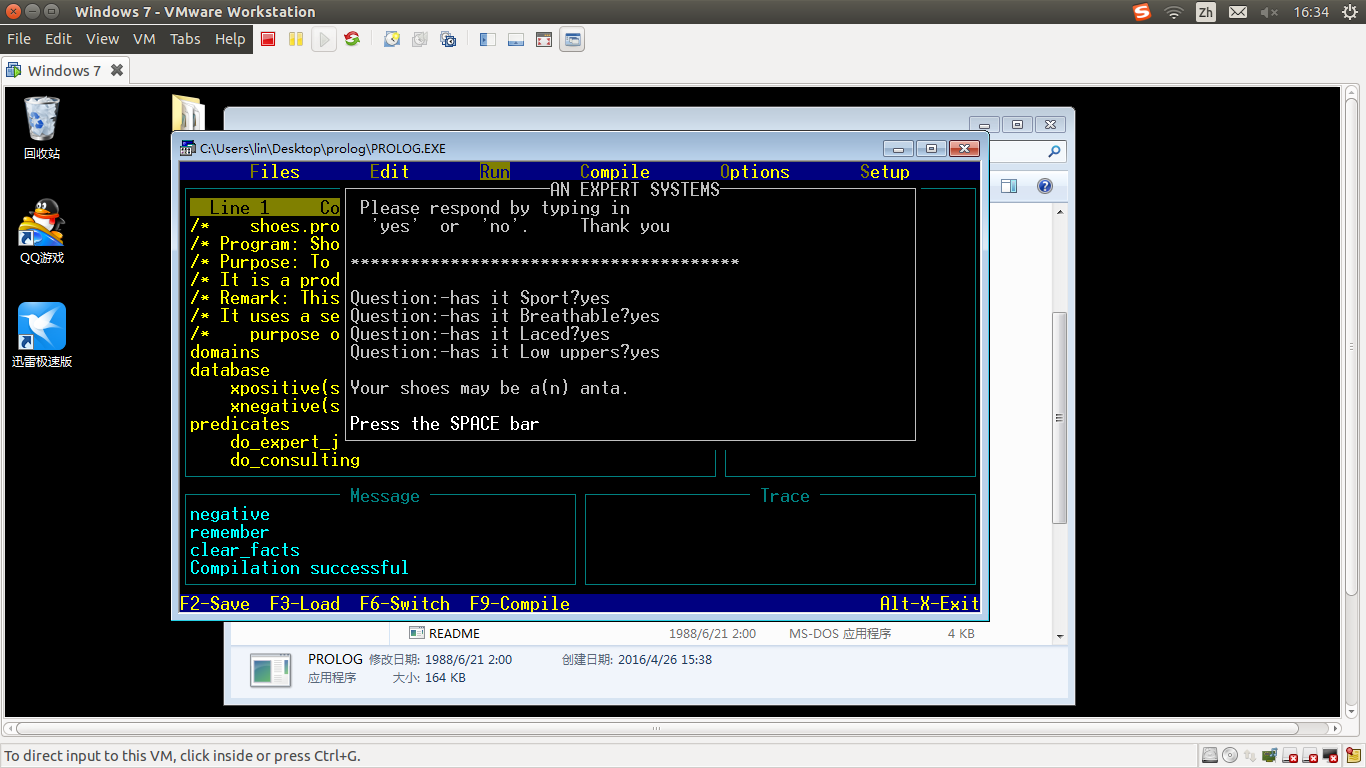 Windows 7 - VMware Workstation
Zh
16:34
File Edit View VM Tabs Help
Windows 7
回收站
QQ游戏
迅雷极速版
C:\Users\lin\Desktop\prolog\PROLOG.EXE
Files Edit Run Compile Options Setup
AN EXPERT SYSTEMS
Line 1 Co
Please respond by typing in
/* shoes.pro
'yes' or 'no'. Thank you
/* Program: Sho
/* Purpose: To
***************************************
/* It is a prod
/* Remark: This
Question:-has it Sport?yes
/* It uses a se
Question:-has it Breathable?yes
/* purpose o
Question:-has it Laced?yes
domains
Question:-has it Low uppers?yes
database
xpositive(s
Your shoes may be a(n) anta.
xnegative(s
predicates
Press the SPACE bar
do_expert_j
do_consulting
Message
Trace
negative
remember
clear_facts
Compilation successful
F2-Save F3-Load F6-Switch F9-Compile Alt-X-Exit
README 1988/6/21 2:00 MS-DOS 应用程序 4 KB
PROLOG 修改日期: 1988/6/21 2:00 创建日期: 2016/4/26 15:38
应用程序 大小: 164 KB
To direct input to this VM, click inside or press Ctrl+G.